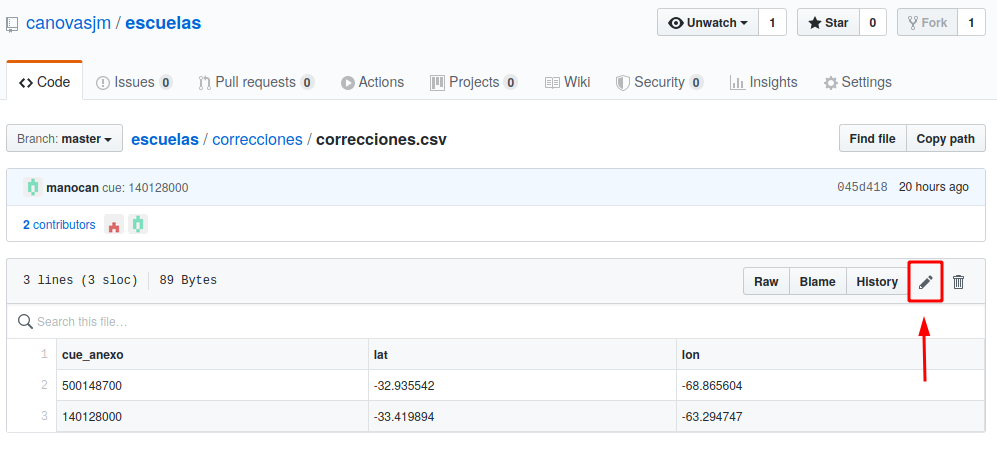 canovasjm / escuelas
Unwatch 1 Star 0 Fork 1
Code Issues 0 Pull requests 0 Actions Projects 0 Wiki Security 0 Insights Settings
Branch: master escuelas / correcciones / correcciones.csv Find file Copy path
manocan cue: 140128000 045d418 20 hours ago
2 contributors
3 lines (3 sloc) 89 Bytes Raw Blame History
Search this file...
1 cue_anexo lat lon
2 500148700 -32.935542 -68.865604
3 140128000 -33.419894 -63.294747